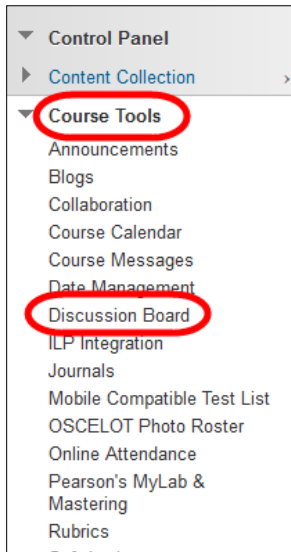 Control Panel
Content Collection
Course Tools
Announcements
Blogs
Collaboration
Course Calendar
Course Messages
Date Management
Discussion Board
ILP Integration
Journals
Mobile Compatible Test List
OSCELOT Photo Roster
Online Attendance
Pearson's MyLab &
Mastering
Rubrics